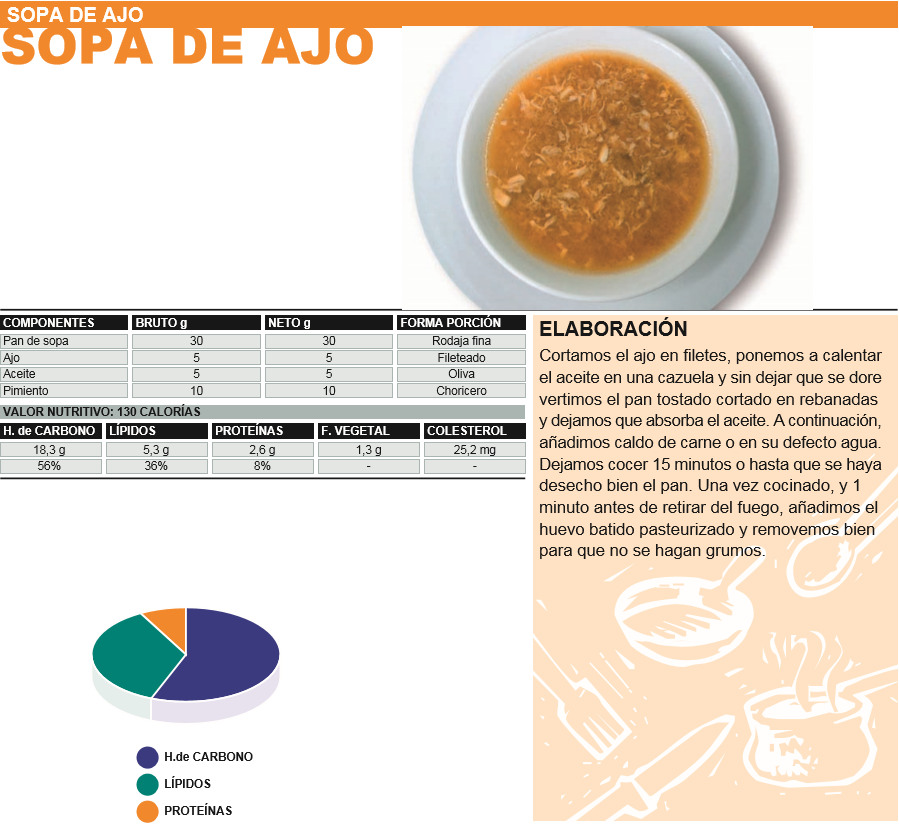 SOPA DE AJO
SOPA DE AJO
COMPONENTES BRUTO g NETO g FORMA PORCIÓN
Pan de sopa 30 30 Rodaja fina
Ajo 5 5 Fileteado
Aceite 5 5 Oliva
Pimiento 10 10 Choricero
VALOR NUTRITIVO: 130 CALORÍAS
H. de CARBONO LÍPIDOS PROTEÍNAS F. VEGETAL COLESTEROL
18,3 g 5,3 g 2,6 g 1,3 g 25,2 mg
56% 36% 8% - -
ELABORACIÓN
Cortamos el ajo en filetes, ponemos a calentar
el aceite en una cazuela y sin dejar que se dore
vertimos el pan tostado cortado en rebanadas
y dejamos que absorba el aceite. A continuación,
añadimos caldo de carne o en su defecto agua.
Dejamos cocer 15 minutos o hasta que se haya
desecho bien el pan. Una vez cocinado, y 1
minuto antes de retirar del fuego, añadimos el
huevo batido pasteurizado y removemos bien
para que no se hagan grumos.
H.de CARBONO
LÍPIDOS
PROTEÍNAS